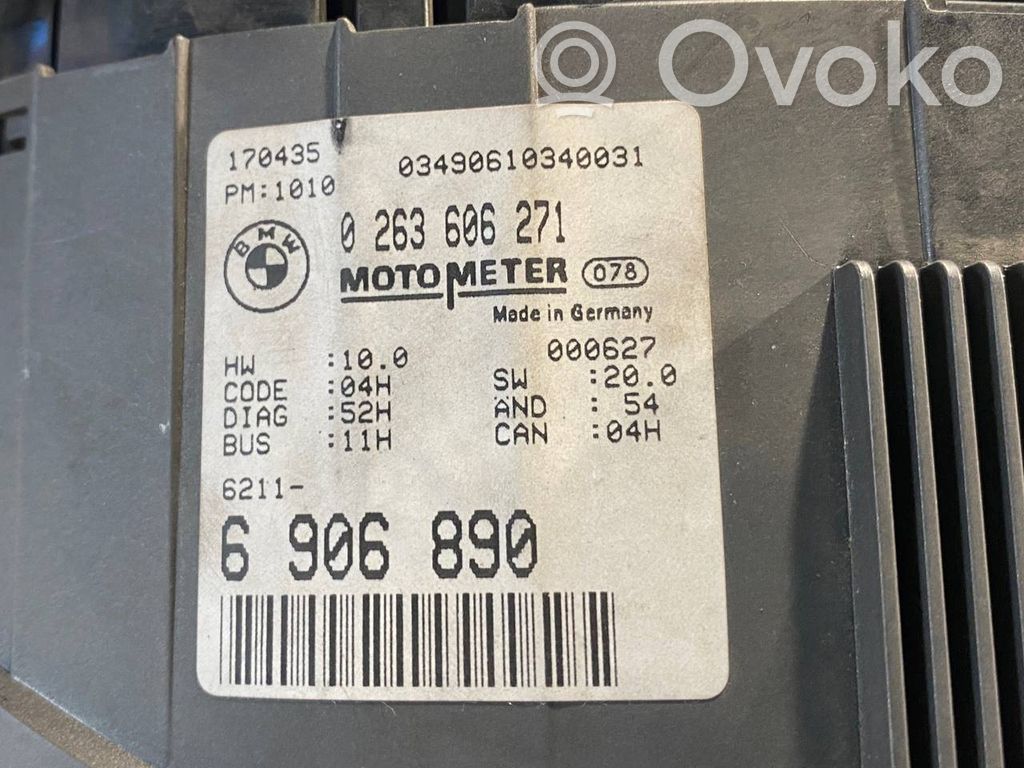 Ovoko
170435 03490610340031
PM:1010
0 263 606 271
BMW
MOTOMETER 078
Made in Germany
000627
HW :10.0 SW :20.0
CODE :04H AND : 54
DIAG :52H CAN :04H
BUS :11H
6211-
6 906 890